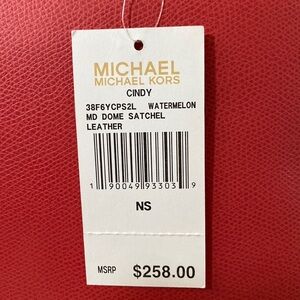 MICHAEL
MICHAEL KORS
CINDY
38F6YCPS2L WATERMELON
MD DOME SATCHEL
LEATHER
1 90049 93303 9
NS
MSRP $258.00